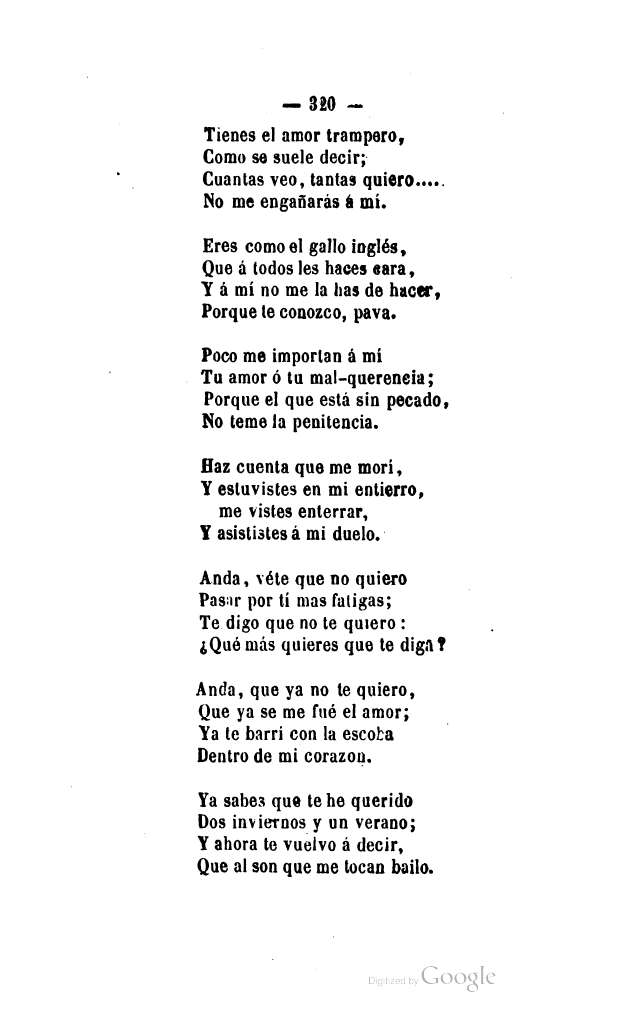 — 320 —
Tienes el amor trampero,
Como se suele decir;
Cuantas veo, tantas quiero.....
No me engañarás á mí.
Eres como el gallo inglés,
Que á todos les haces cara,
Y á mí no me la has de hacer,
Porque te conozco, pava.
Poco me importan á mí
Tu amor ó tu mal-querencia;
Porque el que está sin pecado,
No teme la penitencia.
Haz cuenta que me morí,
Y estuvistes en mi entierro,
me vistes enterrar,
Y asististes á mi duelo.
Anda, véte que no quiero
Pasar por tí mas fatigas;
Te digo que no te quiero:
¿Qué más quieres que te diga?
Anda, que ya no te quiero,
Que ya se me fué el amor;
Ya te barri con la escoba
Dentro de mi corazon.
Ya sabes que te he querido
Dos inviernos y un verano;
Y ahora te vuelvo á decir,
Que al son que me tocan bailo.
Digitized by Google